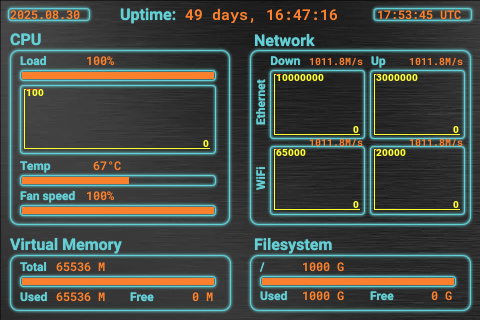 2025.08.30 Uptime: 49 days, 16:47:16 17:53:45 UTC
CPU
Load 100%
100
0
Temp 67°C
Fan speed 100%
Network
Down 1011.8M/s Up 1011.8M/s
Ethernet
10000000 3000000
0 0
1011.8M/s 1011.8M/s
WiFi
65000 20000
0 0
Virtual Memory
Total 65536 M
Used 65536 M Free 0 M
Filesystem
/ 1000 G
Used 1000 G Free 0 G